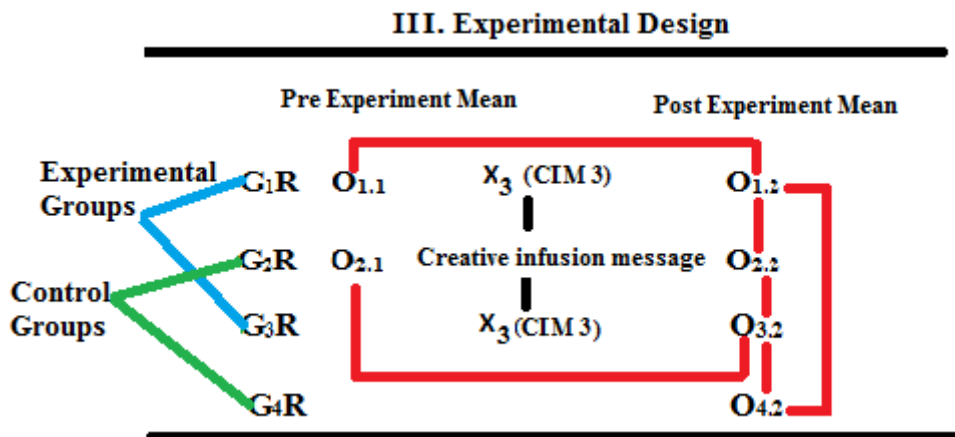 III. Experimental Design
Pre Experiment Mean Post Experiment Mean
Experimental Groups
G1R O1.1 X3 (CIM 3) O1.2
G2R O2.1 Creative infusion message O2.2
Control Groups
G3R X3 (CIM 3) O3.2
G4R O4.2